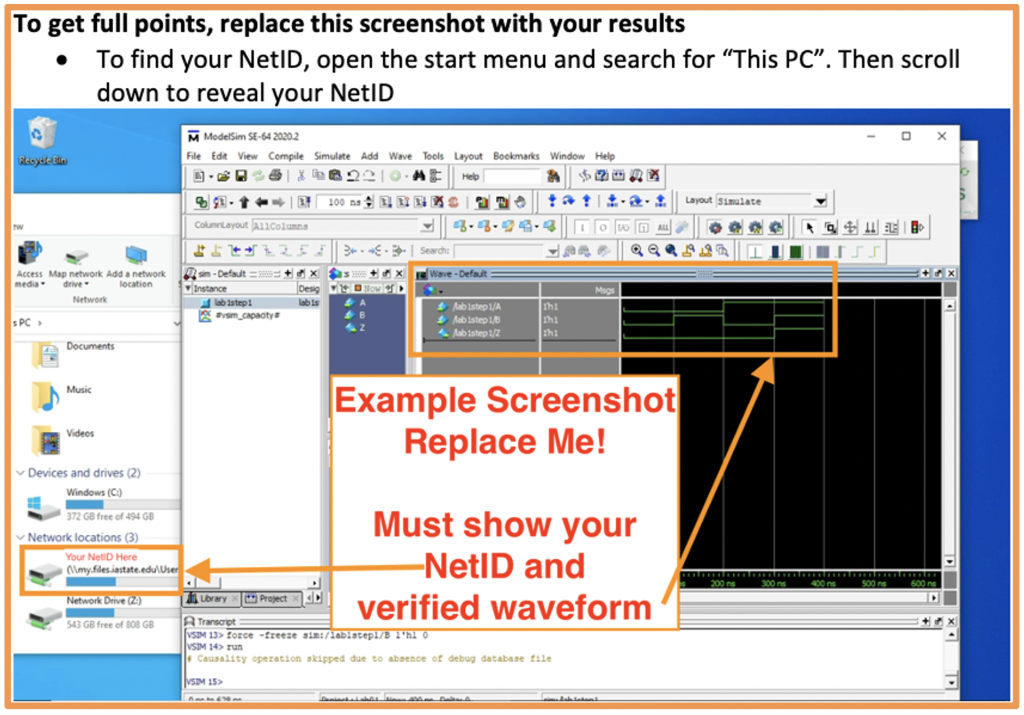 To get full points, replace this screenshot with your results
• To find your NetID, open the start menu and search for “This PC”. Then scroll
down to reveal your NetID
Recycle Bin
ModelSim SE-64 2020.2
File Edit View Compile Simulate Add Wave Tools Layout Bookmarks Window Help
Help
100 ns
Layout Simulate
ColumnLayout AllColumns
Search:
Access
media
Map network
drive
Add a network
location
Network
s PC
Documents
Music
Videos
Devices and drives (2)
Windows (C:)
372 GB free of 494 GB
Network locations (3)
Your NetID Here
(\\my.files.iastate.edu\User
Network Drive (Z:)
543 GB free of 808 GB
sim - Default
Instance
lab1step1
#vsim_capacity#
Desig
lab1s
Now
A
B
Z
Wave - Default
Msgs
/lab1step1/A 1'h1
/lab1step1/B 1'h1
/lab1step1/Z 1'h1
Example Screenshot
Replace Me!
Must show your
NetID and
verified waveform
200 ns 300 ns 400 ns 500 ns 600 ns
Library Project
Transcript
VSIM 13> force -freeze sim:/lab1step1/B 1'h1 0
VSIM 14> run
# Causality operation skipped due to absence of debug database file
VSIM 15>